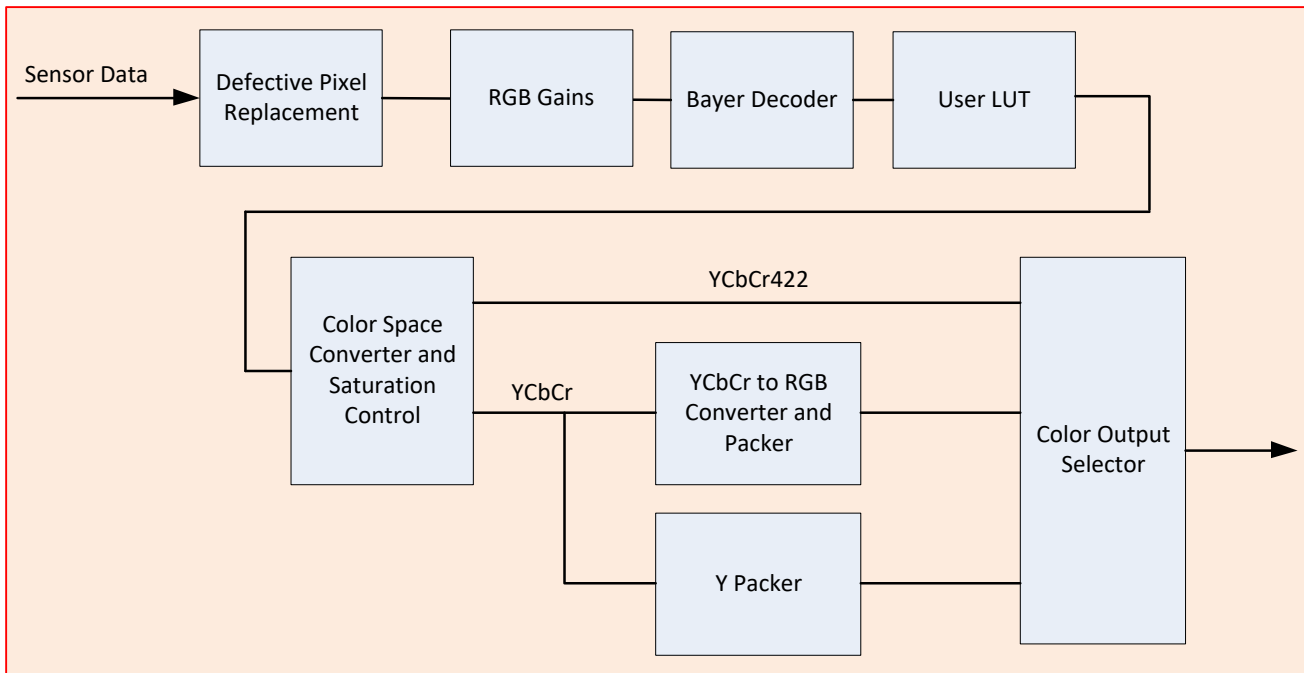 Sensor Data
Defective Pixel
Replacement
RGB Gains
Bayer Decoder
User LUT
Color Space
Converter and
Saturation
Control
YCbCr422
YCbCr
YCbCr to RGB
Converter and
Packer
Y Packer
Color Output
Selector